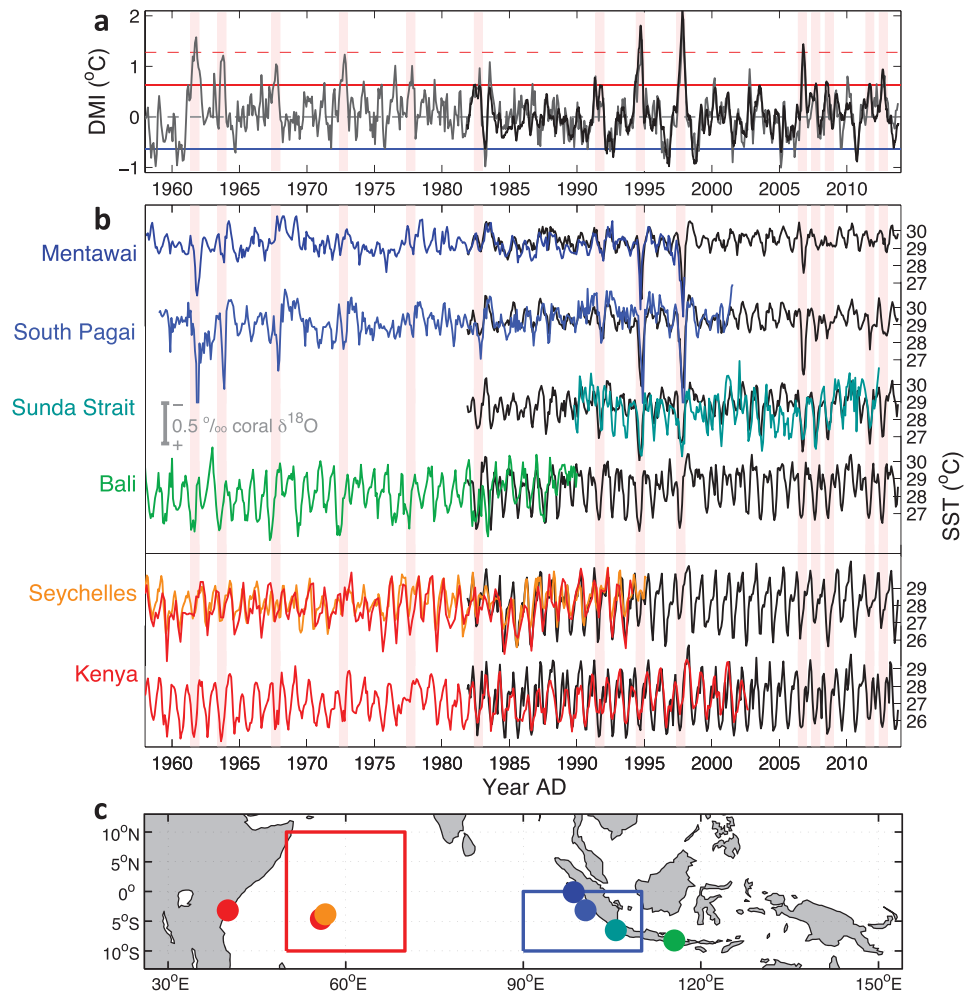 a
DMI (°C)
2
1
0
−1
1960 1965 1970 1975 1980 1985 1990 1995 2000 2005 2010
b
Mentawai
30
29
28
27
South Pagai
30
29
28
27
Sunda Strait
30
29
28
27
−
0.5 ‰ coral δ18O
+
Bali
30
29
28
27
SST (°C)
Seychelles
29
28
27
26
Kenya
29
28
27
26
1960 1965 1970 1975 1980 1985 1990 1995 2000 2005 2010
Year AD
c
10°N
5°N
0°
5°S
10°S
30°E 60°E 90°E 120°E 150°E